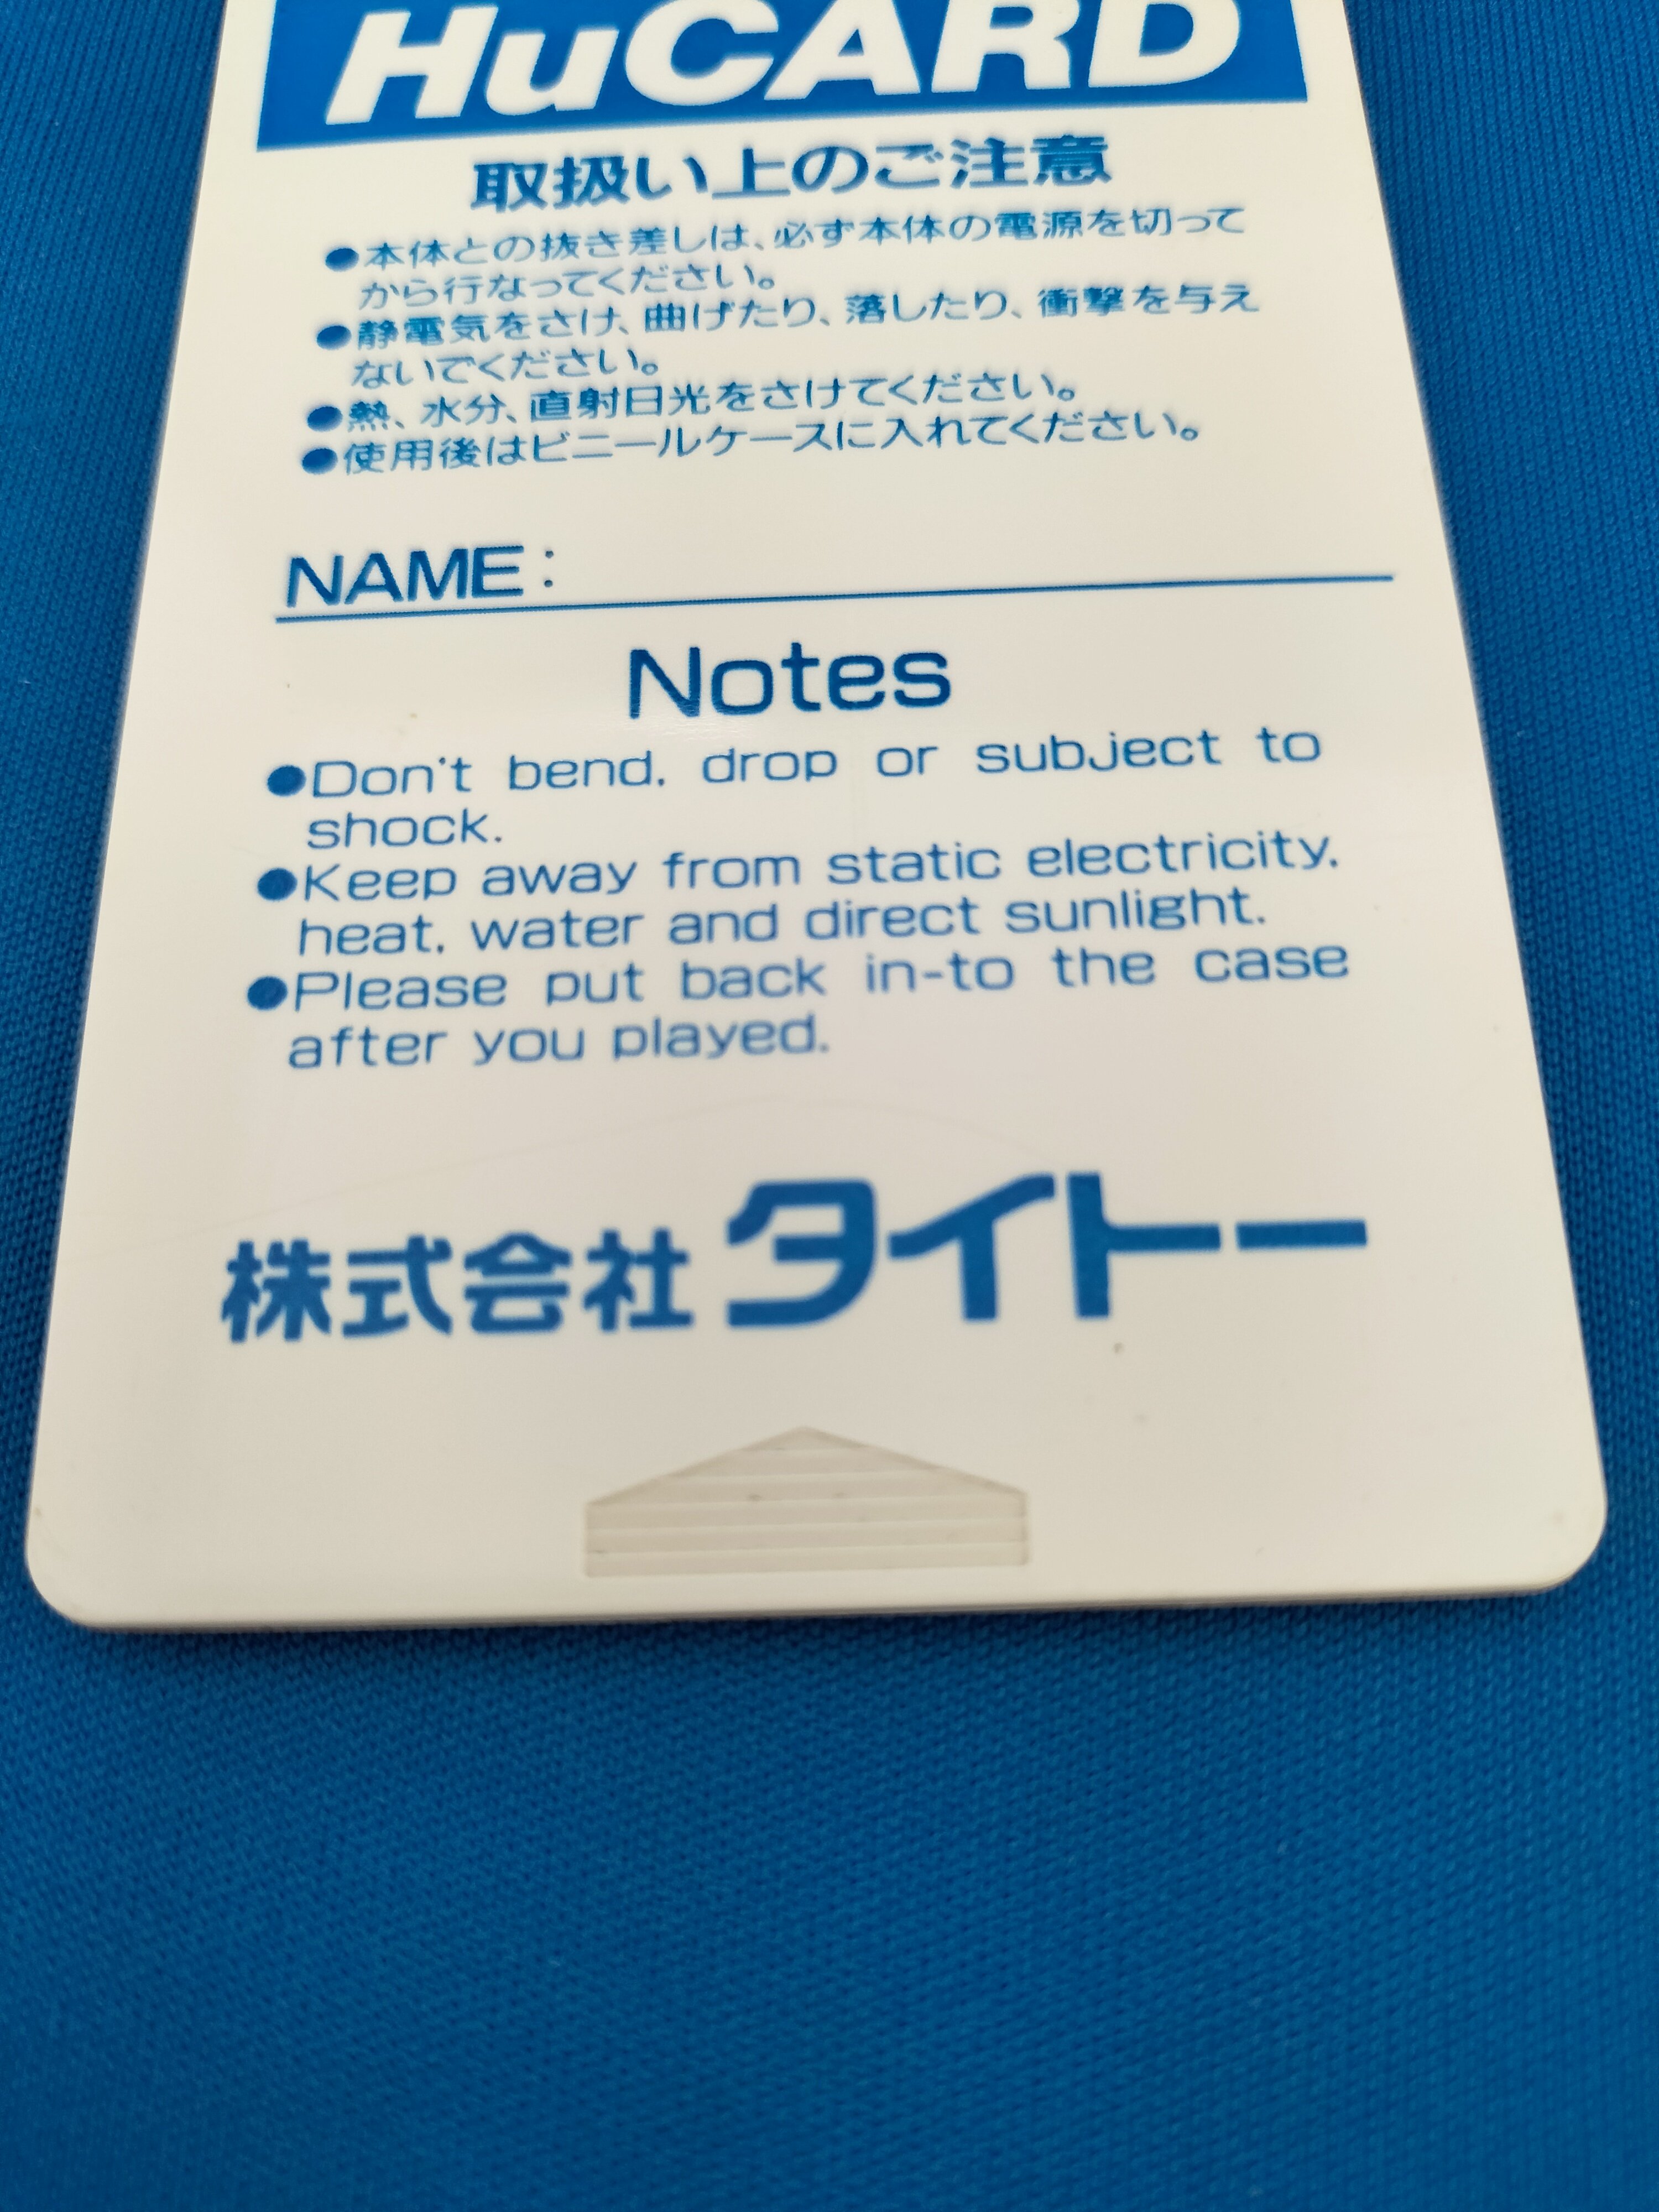 HuCARD
取扱い上のご注意
●本体との抜き差しは、必ず本体の電源を切って
から行なってください。
●静電気をさけ、曲げたり、落したり、衝撃を与え
ないでください。
●熱、水分、直射日光をさけてください。
●使用後はビニールケースに入れてください。
NAME:
Notes
●Don't bend, drop or subject to
shock.
●Keep away from static electricity,
heat, water and direct sunlight.
●Please put back in-to the case
after you played.
株式会社タイトー